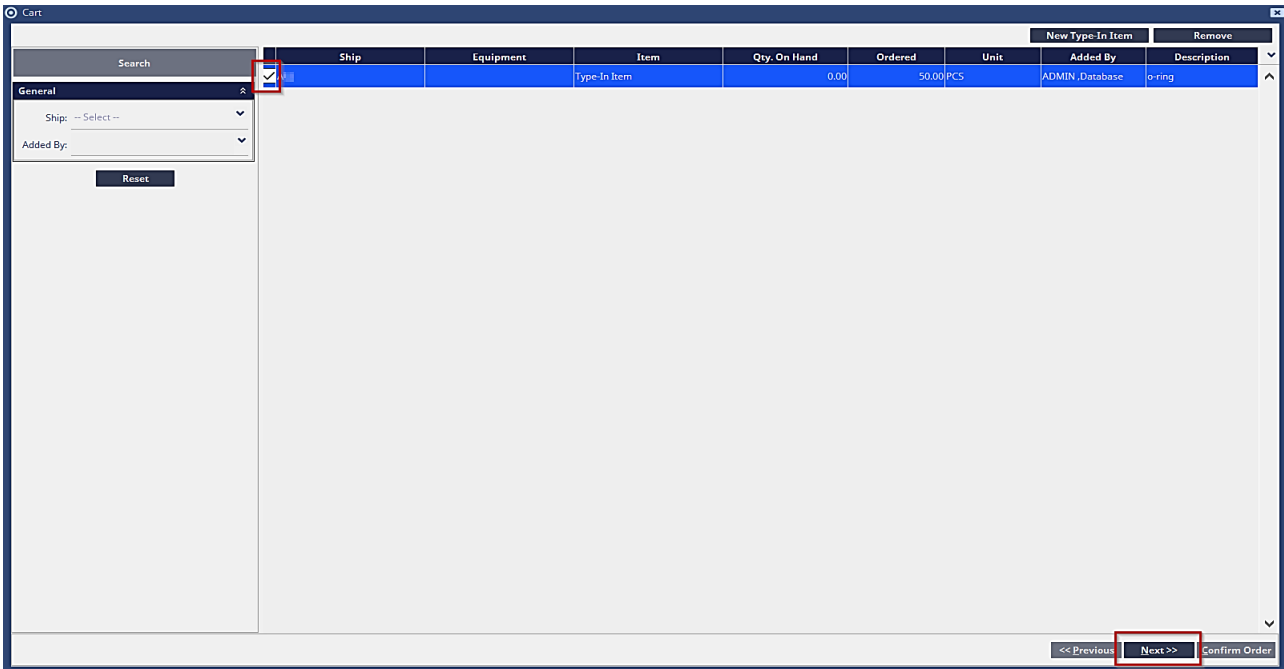 Cart
New Type-In Item Remove
Search
General
Ship: -- Select --
Added By:
Reset
Ship Equipment Item Qty. On Hand Ordered Unit Added By Description
Type-In Item 0.00 50.00 PCS ADMIN ,Database o-ring
<< Previous Next >> Confirm Order